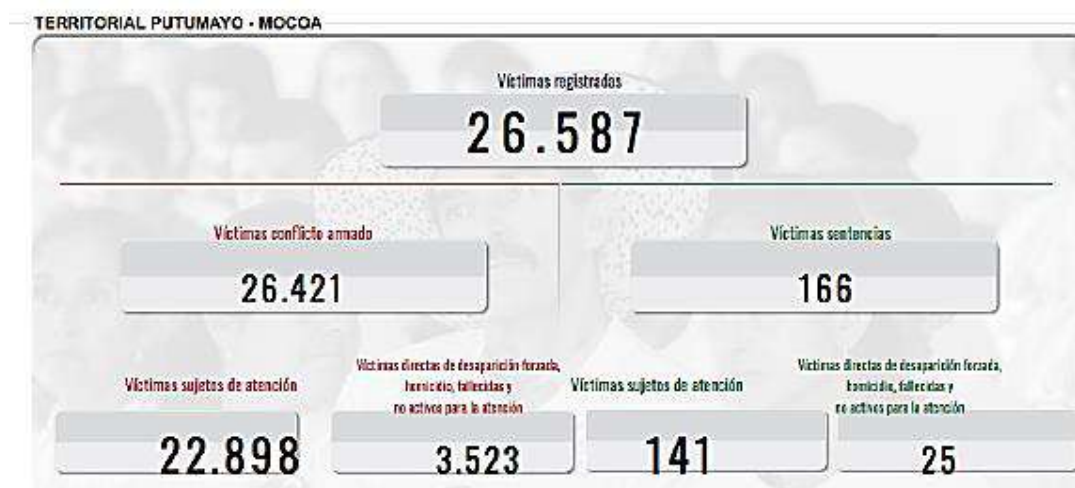 TERRITORIAL PUTUMAYO - MOCOA
Víctimas registradas
26.587
Víctimas conflicto armado
26.421
Víctimas sentencias
166
Víctimas sujetos de atención
22.898
Víctimas directas de desaparición forzada,
homicidio, fallecidas y
no activos para la atención
3.523
Víctimas sujetos de atención
141
Víctimas directas de desaparición forzada,
homicidio, fallecidas y
no activos para la atención
25